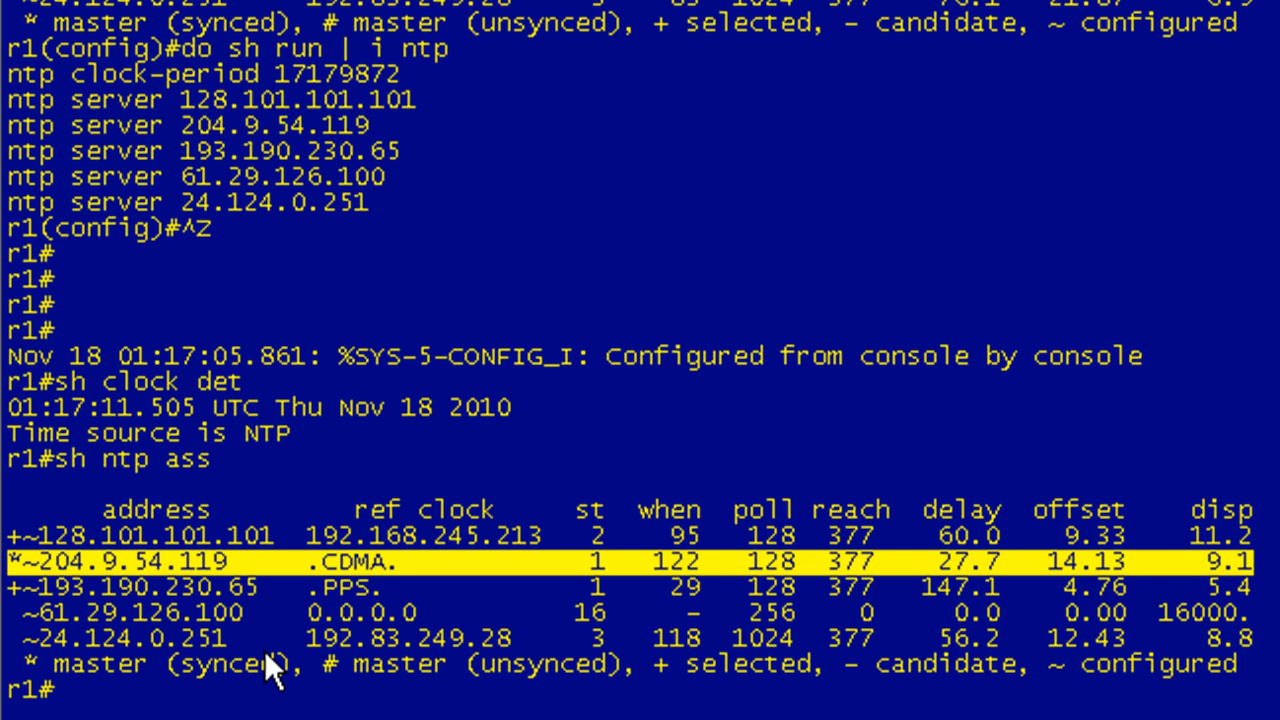 * master (synced), # master (unsynced), + selected, - candidate, ~ configured
r1(config)#do sh run | i ntp
ntp clock-period 17179872
ntp server 128.101.101.101
ntp server 204.9.54.119
ntp server 193.190.230.65
ntp server 61.29.126.100
ntp server 24.124.0.251
r1(config)#^Z
r1#
r1#
r1#
r1#
Nov 18 01:17:05.861: %SYS-5-CONFIG_I: Configured from console by console
r1#sh clock det
01:17:11.505 UTC Thu Nov 18 2010
Time source is NTP
r1#sh ntp ass
address ref clock st when poll reach delay offset disp
+~128.101.101.101 192.168.245.213 2 95 128 377 60.0 9.33 11.2
*~204.9.54.119 .CDMA. 1 122 128 377 27.7 14.13 9.1
+~193.190.230.65 .PPS. 1 29 128 377 147.1 4.76 5.4
~61.29.126.100 0.0.0.0 16 - 256 0 0.0 0.00 16000.
~24.124.0.251 192.83.249.28 3 118 1024 377 56.2 12.43 8.8
* master (synced), # master (unsynced), + selected, - candidate, ~ configured
r1#